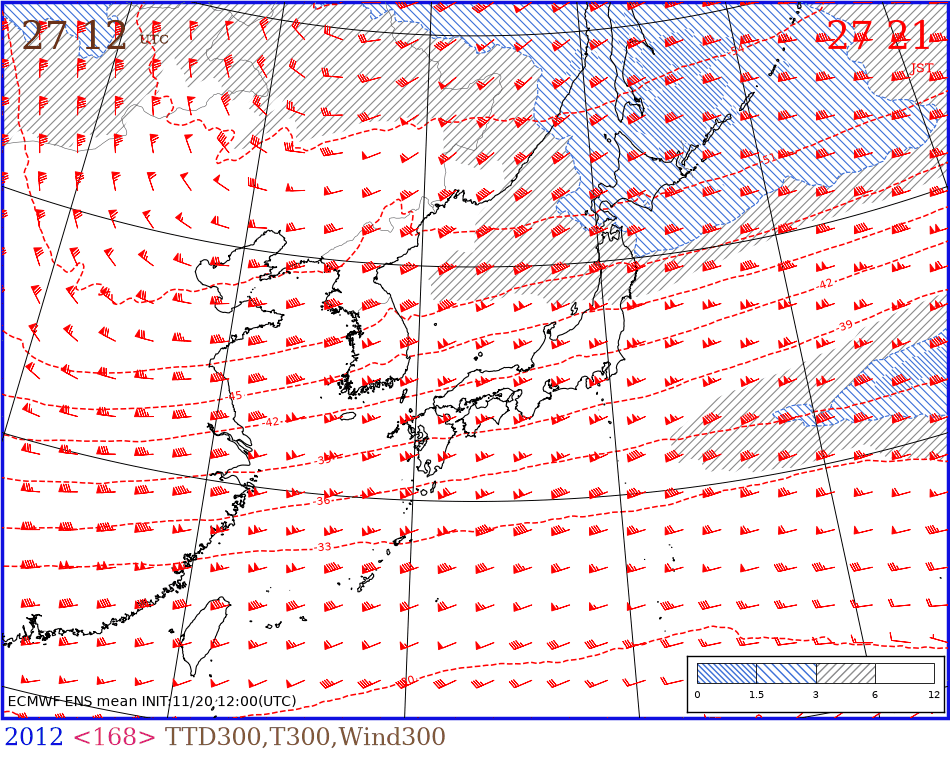 27 12 UTC
27 21
JST
-51
-42
-39
-45
-42
-39
-36
-33
-30
0 1.5 3 6 12
ECMWF ENS mean INIT:11/20 12:00(UTC)
2012 <168> TTD300,T300,Wind300